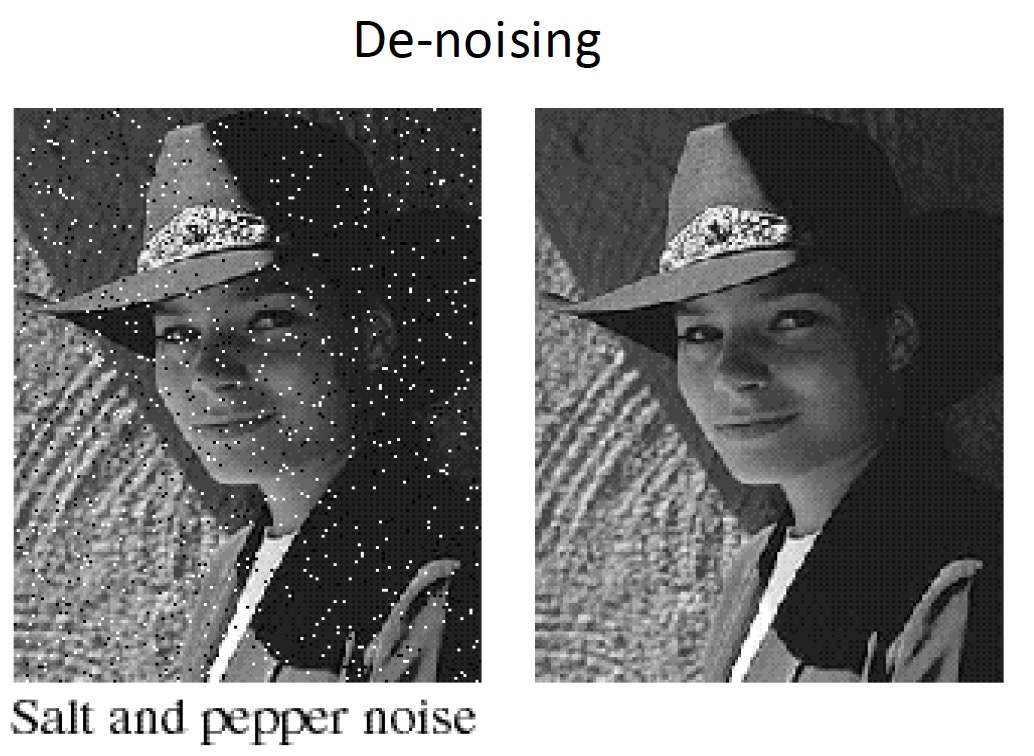 De-noising
Salt and pepper noise